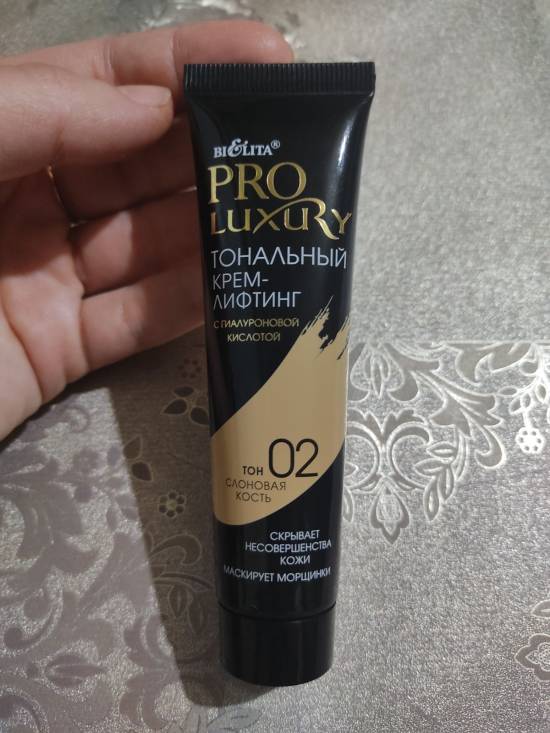 BIELITA®
PRO
LUXURY
ТОНАЛЬНЫЙ
КРЕМ-
ЛИФТИНГ
С ГИАЛУРОНОВОЙ
КИСЛОТОЙ
ТОН 02
СЛОНОВАЯ
КОСТЬ
СКРЫВАЕТ
НЕСОВЕРШЕНСТВА
КОЖИ
МАСКИРУЕТ МОРЩИНКИ